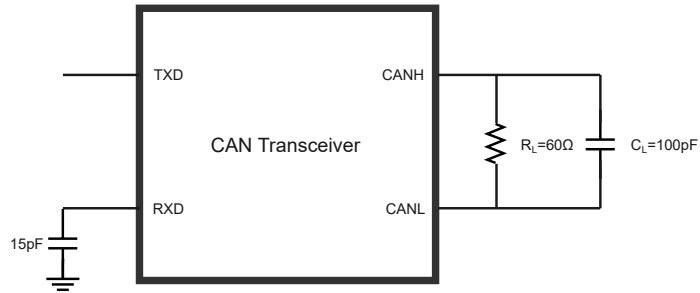 TXD
CANH
CAN Transceiver
R_L=60Ω
C_L=100pF
RXD
CANL
15pF